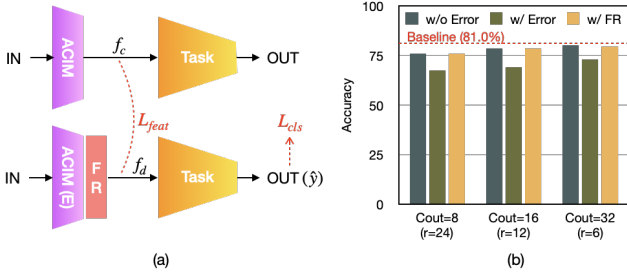 IN
ACIM
f_c
Task
OUT
L_feat
L_cls
IN
ACIM (E)
F
R
f_d
Task
OUT (ŷ)
(a)
w/o Error
w/ Error
w/ FR
Baseline (81.0%)
Accuracy
100
75
50
25
0
Cout=8
(r=24)
Cout=16
(r=12)
Cout=32
(r=6)
(b)